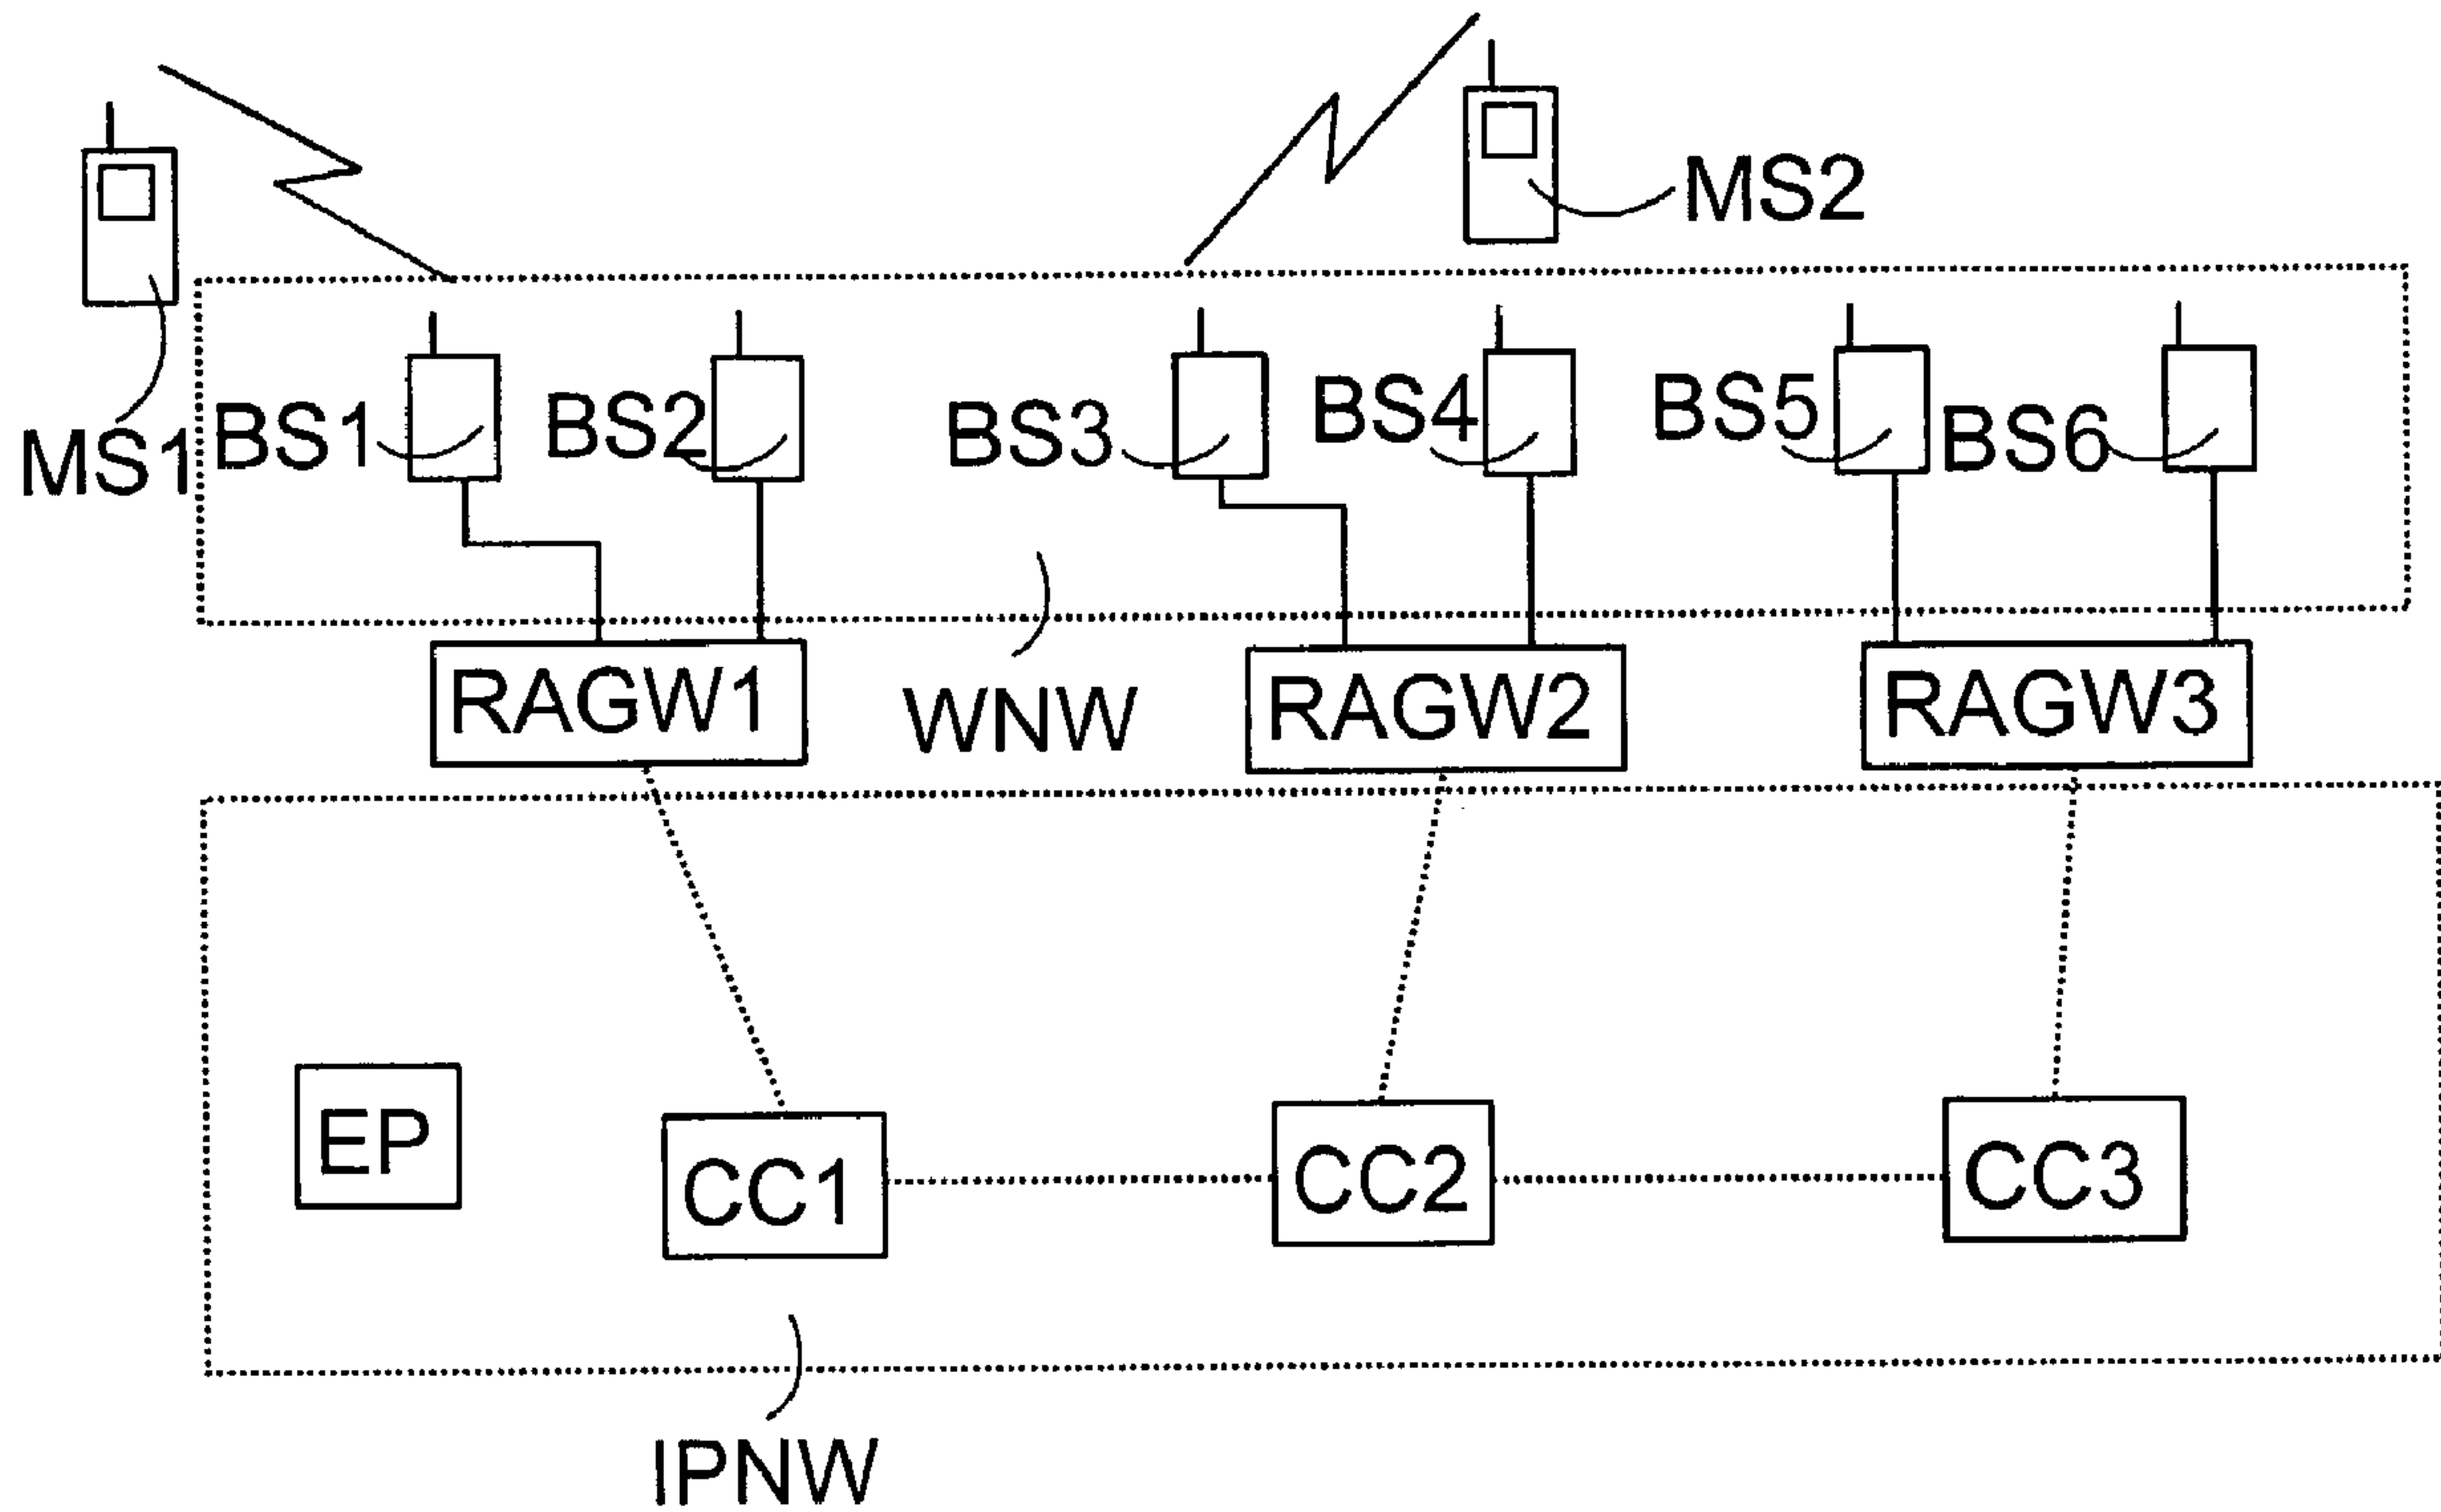 MS2
MS1
BS1
BS2
BS3
BS4
BS5
BS6
RAGW1
WNW
RAGW2
RAGW3
EP
CC1
CC2
CC3
IPNW